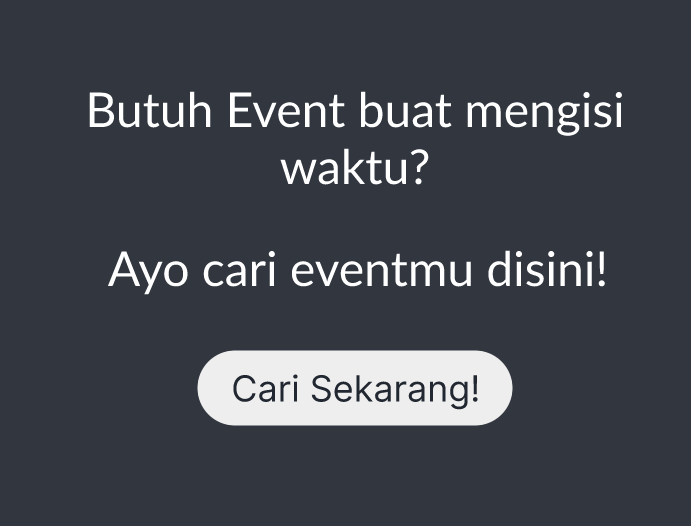 Butuh Event buat mengisi
waktu?
Ayo cari eventmu disini!
Cari Sekarang!